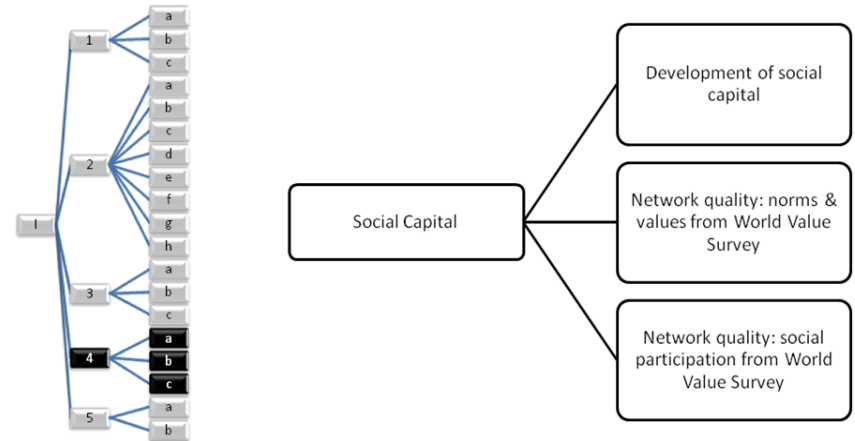 I
1
a
b
c
2
a
b
c
d
e
f
g
h
3
a
b
c
4
a
b
c
5
a
b
Social Capital
Development of social
capital
Network quality: norms &
values from World Value
Survey
Network quality: social
participation from World
Value Survey